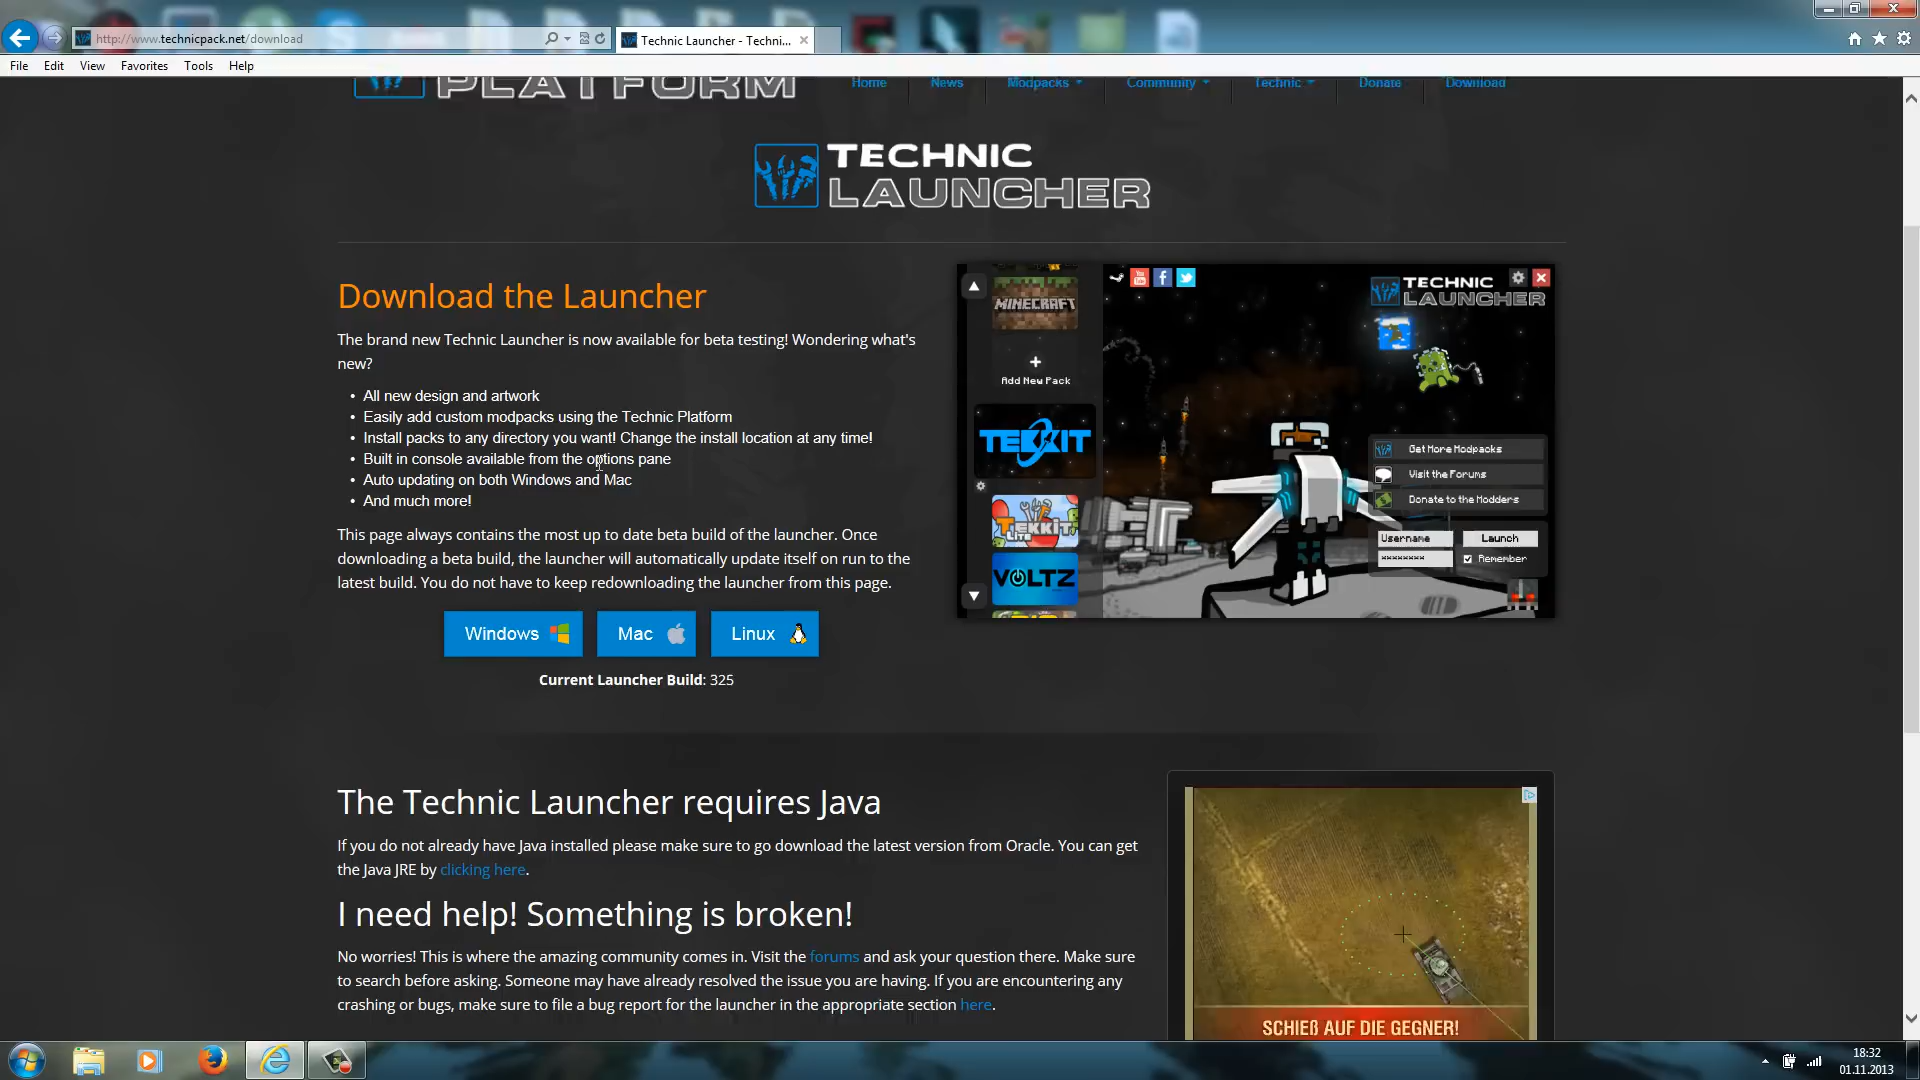 http://www.technicpack.net/download
Technic Launcher - Techni...
File Edit View Favorites Tools Help
PLATFORM
Home News Modpacks Community Technic Donate Download
TECHNIC
LAUNCHER
Download the Launcher
The brand new Technic Launcher is now available for beta testing! Wondering what's
new?
• All new design and artwork
• Easily add custom modpacks using the Technic Platform
• Install packs to any directory you want! Change the install location at any time!
• Built in console available from the options pane
• Auto updating on both Windows and Mac
• And much more!
This page always contains the most up to date beta build of the launcher. Once
downloading a beta build, the launcher will automatically update itself on run to the
latest build. You do not have to keep redownloading the launcher from this page.
Windows
Mac
Linux
Current Launcher Build: 325
MINECRAFT
Add New Pack
TEKKIT
TEKKIT
LITE
VOLTZ
You
Tube
TECHNIC
LAUNCHER
Get More Modpacks
Visit the Forums
Donate to the Modders
Username
Launch
********
Remember
The Technic Launcher requires Java
If you do not already have Java installed please make sure to go download the latest version from Oracle. You can get
the Java JRE by clicking here.
I need help! Something is broken!
No worries! This is where the amazing community comes in. Visit the forums and ask your question there. Make sure
to search before asking. Someone may have already resolved the issue you are having. If you are encountering any
crashing or bugs, make sure to file a bug report for the launcher in the appropriate section here.
SCHIEß AUF DIE GEGNER!
18:32
01.11.2013